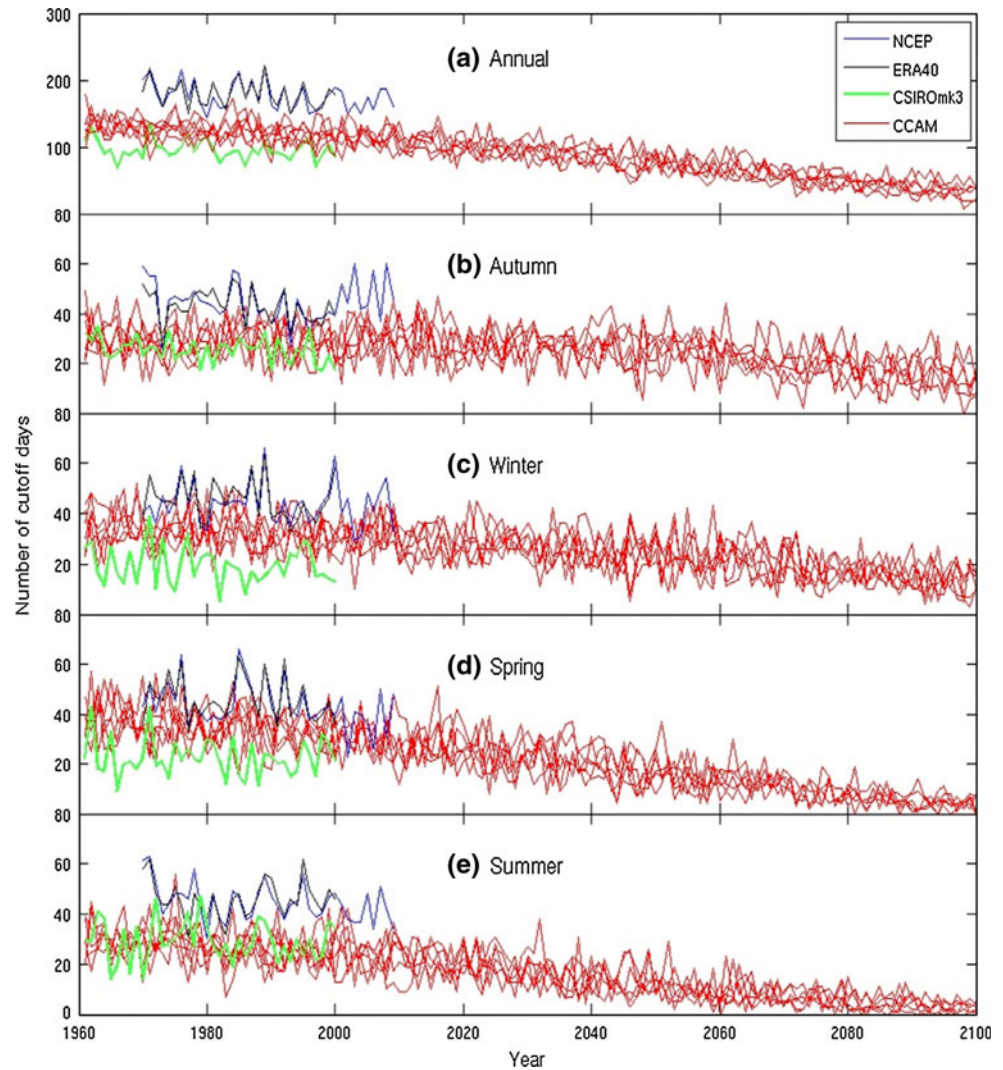 300
200
100
80
(a) Annual
NCEP
ERA40
CSIROmk3
CCAM
60
40
20
80
(b) Autumn
60
40
20
80
(c) Winter
60
40
20
80
(d) Spring
60
40
20
0
(e) Summer
Number of cutoff days
1960 1980 2000 2020 2040 2060 2080 2100
Year